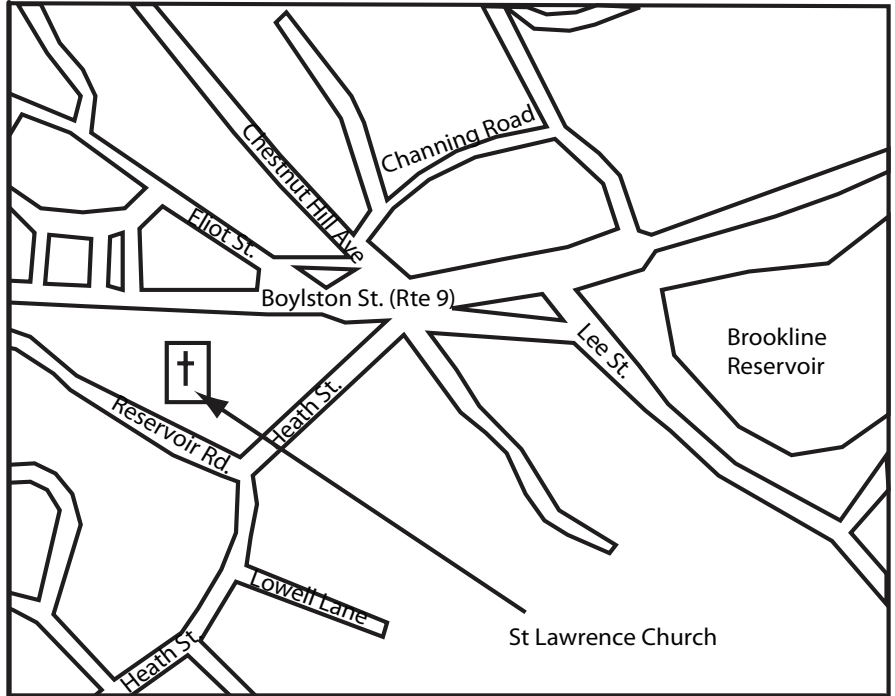 Channing Road
Chestnut Hill Ave
Eliot St.
Boylston St. (Rte 9)
Lee St.
Brookline
Reservoir
Heath St.
Reservoir Rd.
Lowell Lane
St Lawrence Church
Heath St.